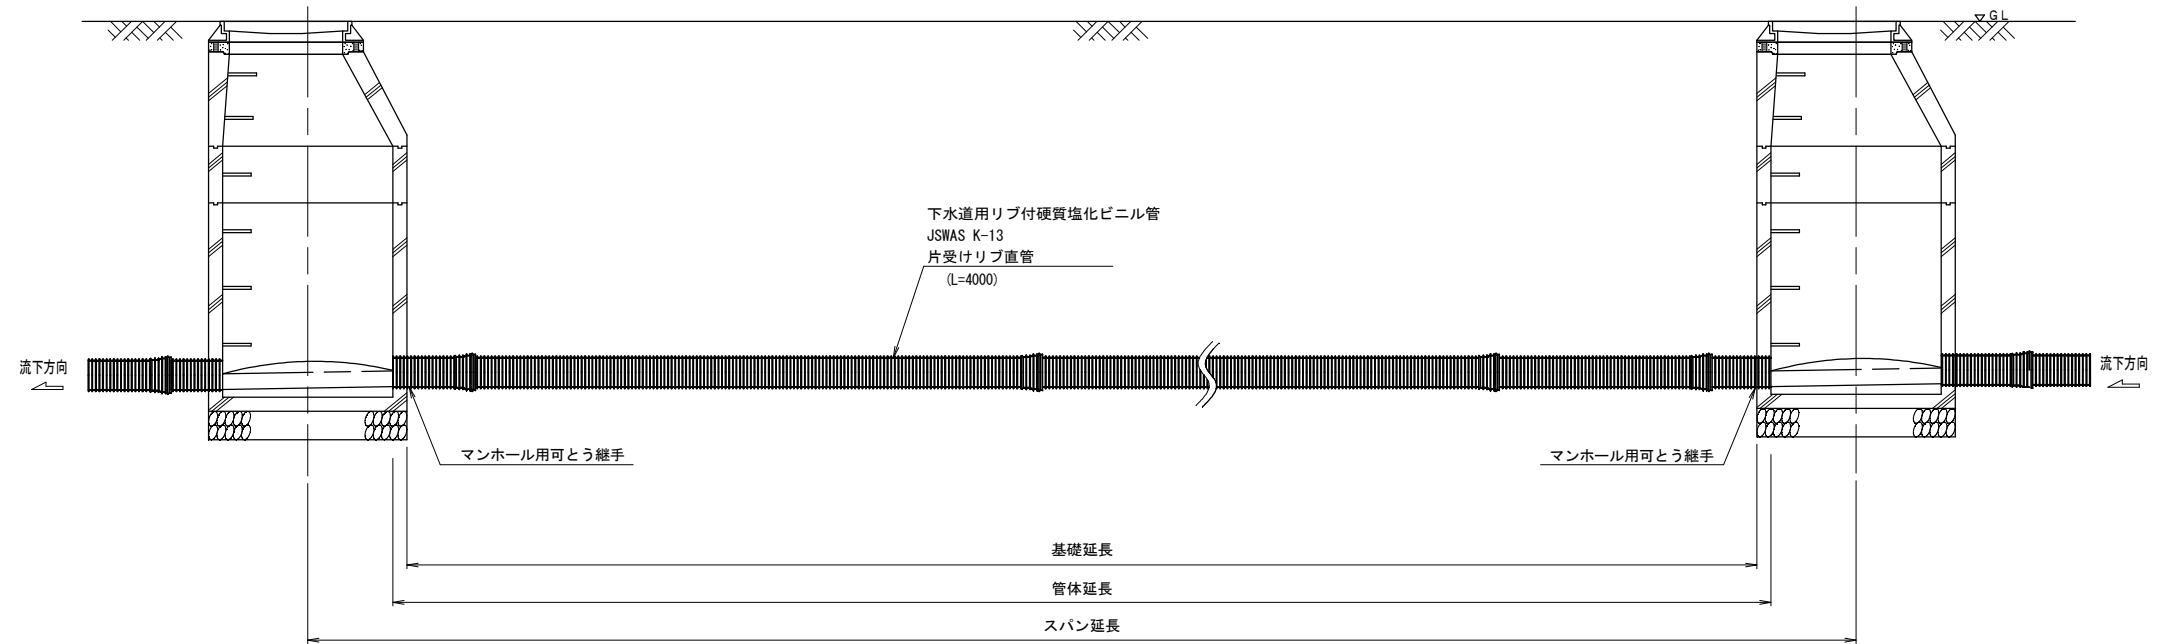 GL
下水道用リブ付硬質塩化ビニル管
JSWAS K-13
片受けリブ直管
(L=4000)
流下方向
流下方向
マンホール用可とう継手
マンホール用可とう継手
基礎延長
管体延長
スパン延長